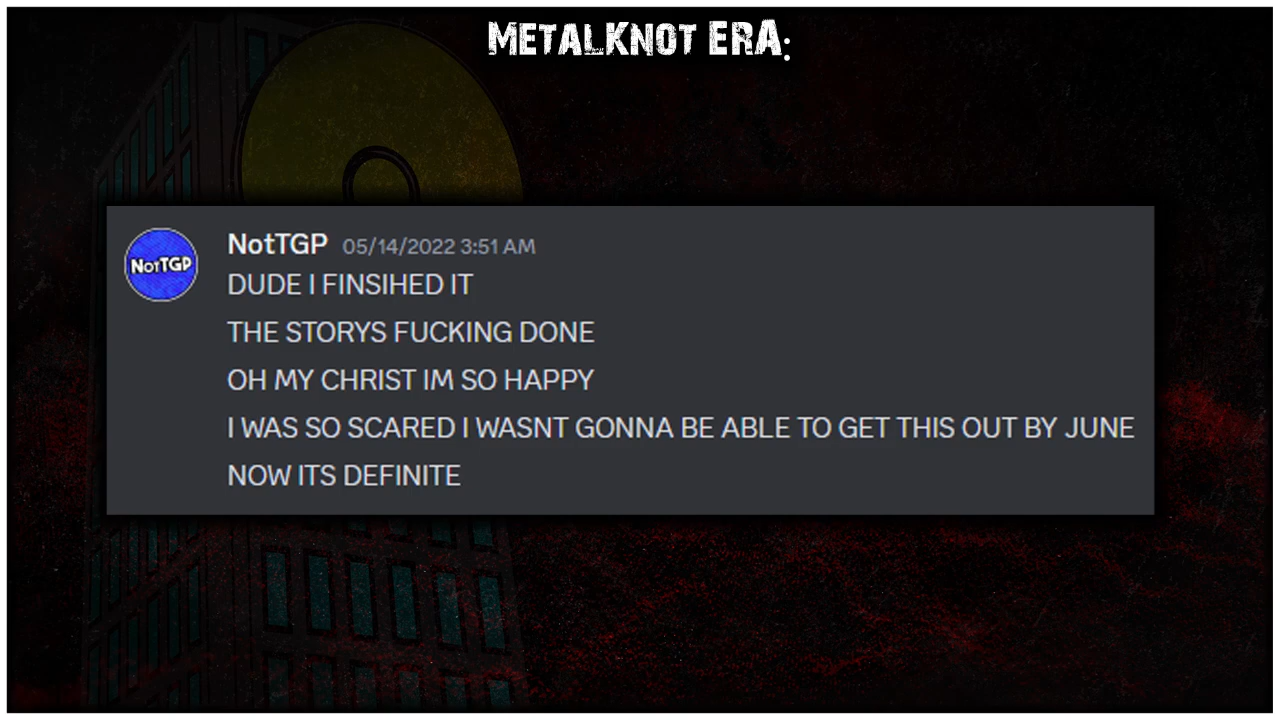 METALKNOT ERA:
NotTGP 05/14/2022 3:51 AM
NOTTGP
DUDE I FINSIHED IT
THE STORYS FUCKING DONE
OH MY CHRIST IM SO HAPPY
I WAS SO SCARED I WASNT GONNA BE ABLE TO GET THIS OUT BY JUNE
NOW ITS DEFINITE